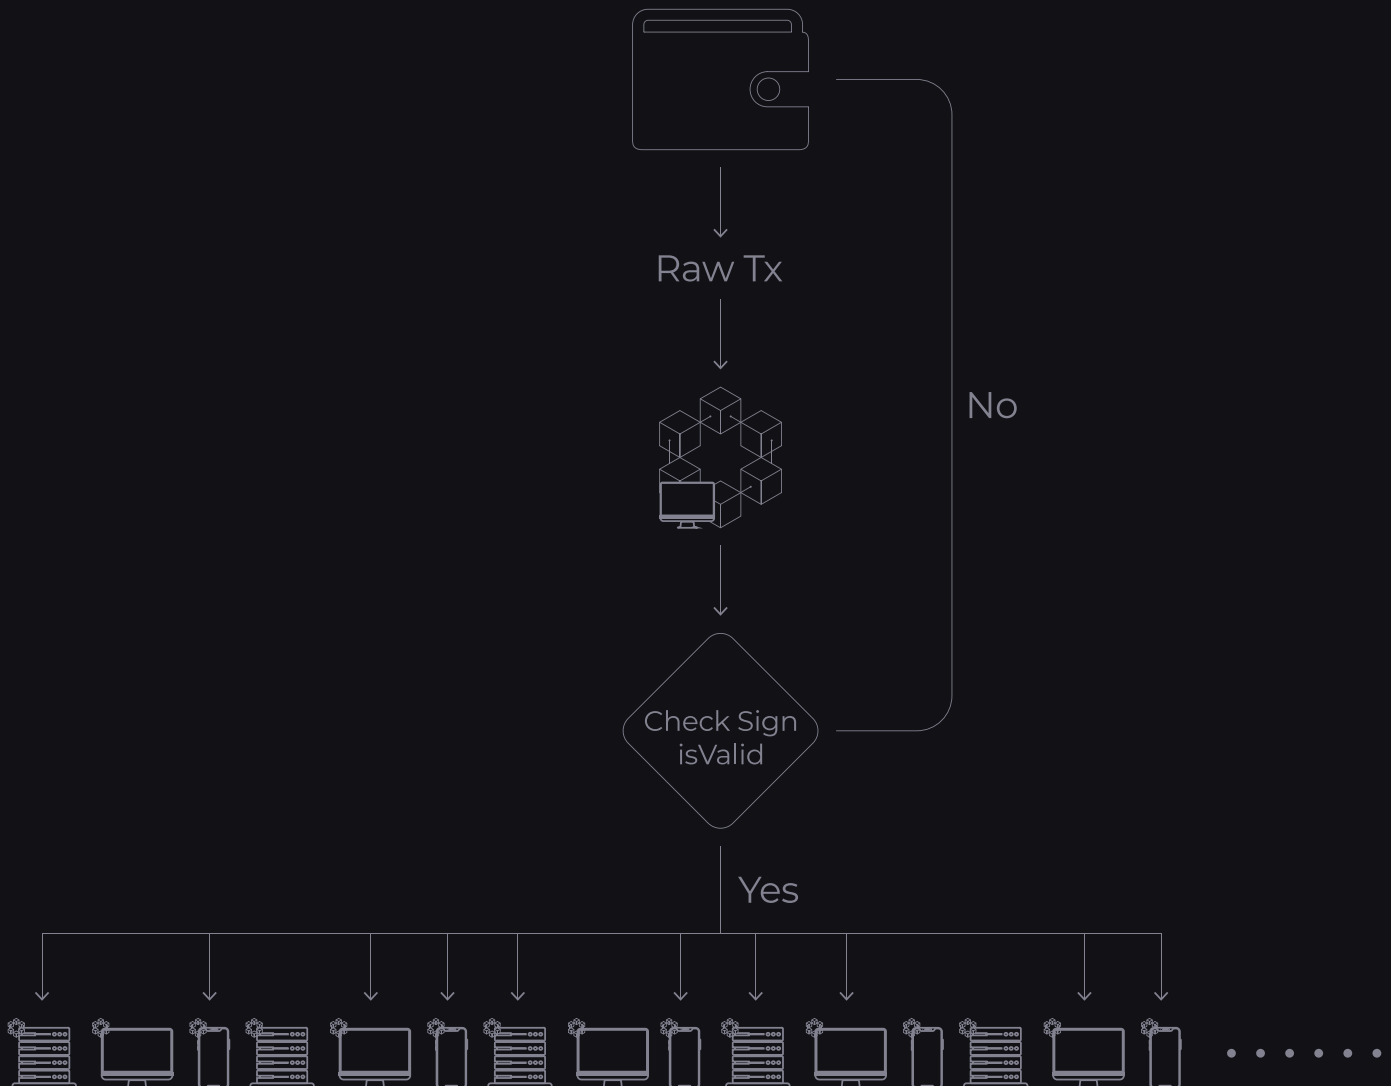 Raw Tx
No
Check Sign
isValid
Yes